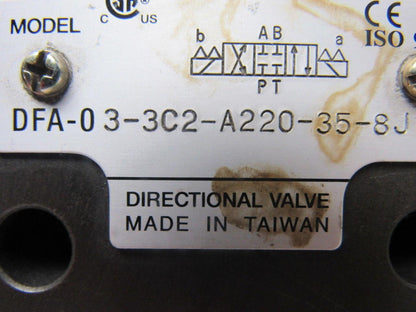 MODEL
C US
CE
ISO
b AB a
PT
DFA-03-3C2-A220-35-8J
DIRECTIONAL VALVE
MADE IN TAIWAN